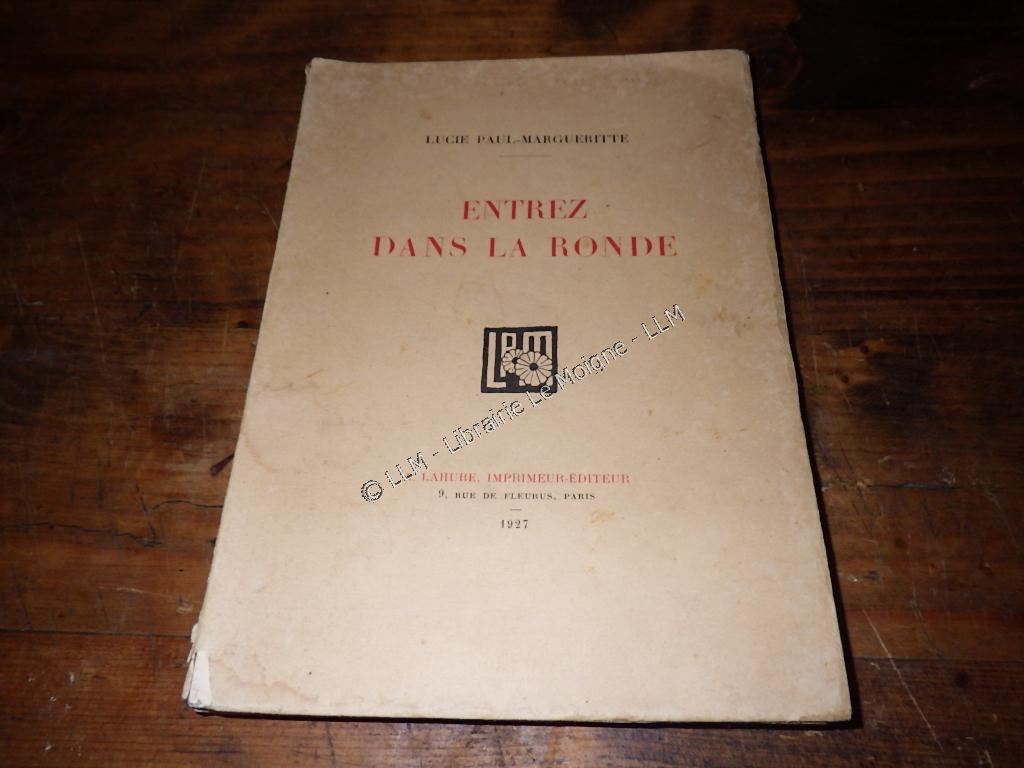 LUCIE PAUL-MARGUERITTE
ENTREZ
DANS LA RONDE
LPM
© LLM - Librairie Le Moigne - LLM
LAHURE, IMPRIMEUR-ÉDITEUR
9, RUE DE FLEURUS, PARIS
1927